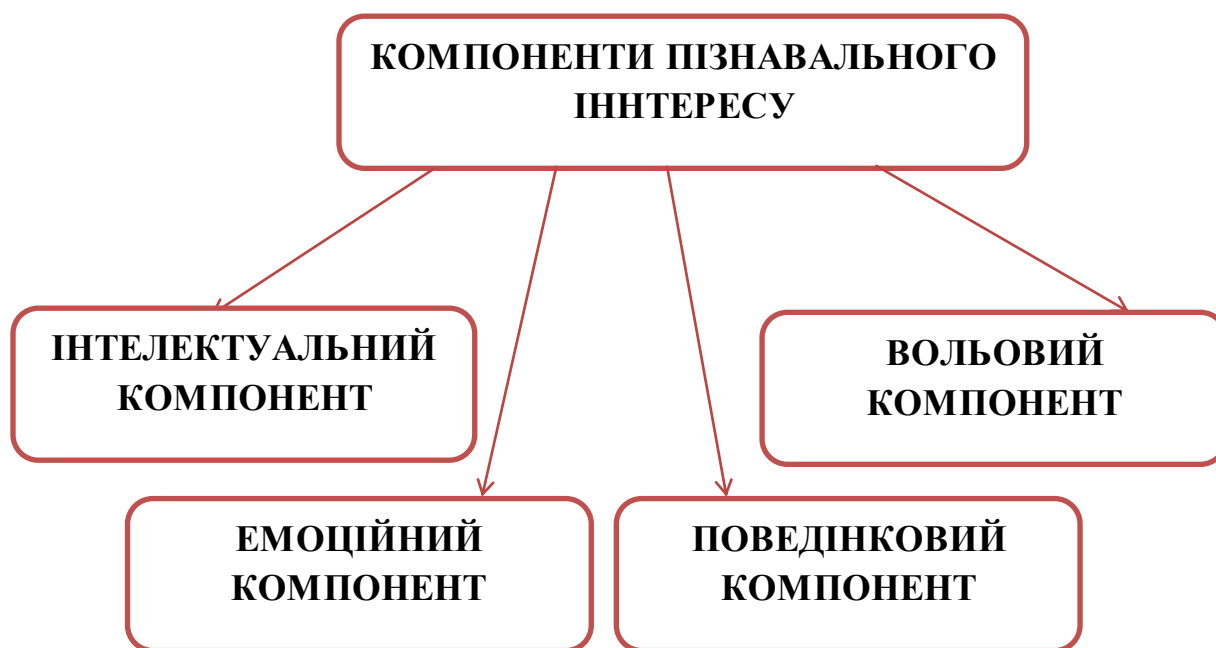 КОМПОНЕНТИ ПІЗНАВАЛЬНОГО
ІННТЕРЕСУ
ІНТЕЛЕКТУАЛЬНИЙ
КОМПОНЕНТ
ВОЛЬОВИЙ
КОМПОНЕНТ
ЕМОЦІЙНИЙ
КОМПОНЕНТ
ПОВЕДІНКОВИЙ
КОМПОНЕНТ